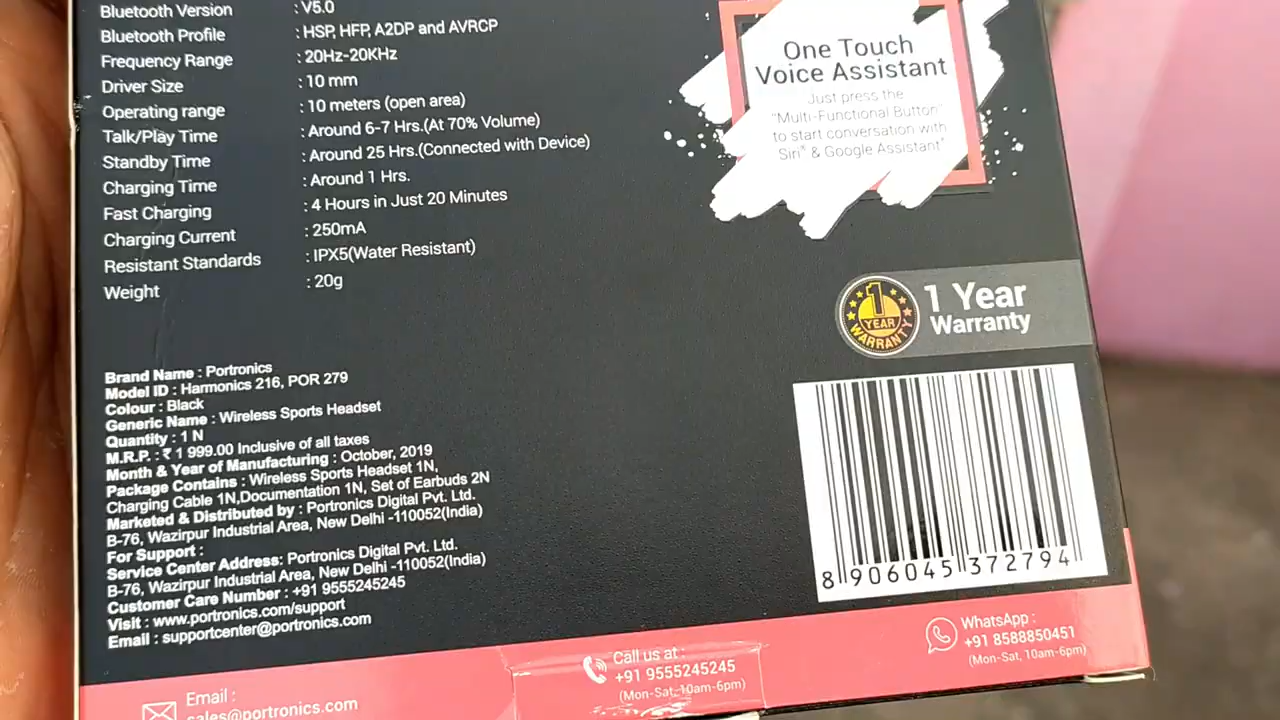 Bluetooth Version : V5.0
Bluetooth Profile : HSP, HFP, A2DP and AVRCP
Frequency Range : 20Hz-20KHz
Driver Size : 10 mm
Operating range : 10 meters (open area)
Talk/Play Time : Around 6-7 Hrs.(At 70% Volume)
Standby Time : Around 25 Hrs.(Connected with Device)
Charging Time : Around 1 Hrs.
Fast Charging : 4 Hours in Just 20 Minutes
Charging Current : 250mA
Resistant Standards : IPX5(Water Resistant)
Weight : 20g
One Touch
Voice Assistant
Just press the
"Multi-Functional Button"
to start conversation with
Siri® & Google Assistant®
1
YEAR
WARRANTY
1 Year
Warranty
Brand Name : Portronics
Model ID : Harmonics 216, POR 279
Colour : Black
Generic Name : Wireless Sports Headset
Quantity : 1 N
M.R.P. : ₹ 1 999.00 Inclusive of all taxes
Month & Year of Manufacturing : October, 2019
Package Contains : Wireless Sports Headset 1N,
Charging Cable 1N,Documentation 1N, Set of Earbuds 2N
Marketed & Distributed by : Portronics Digital Pvt. Ltd.
B-76, Wazirpur Industrial Area, New Delhi -110052(India)
For Support :
Service Center Address: Portronics Digital Pvt. Ltd.
B-76, Wazirpur Industrial Area, New Delhi -110052(India)
Customer Care Number : +91 9555245245
Visit : www.portronics.com/support
Email : supportcenter@portronics.com
8 906045 372794
Email :
sales@portronics.com
Call us at :
+91 9555245245
(Mon-Sat, 10am-6pm)
WhatsApp :
+91 8588850451
(Mon-Sat, 10am-6pm)